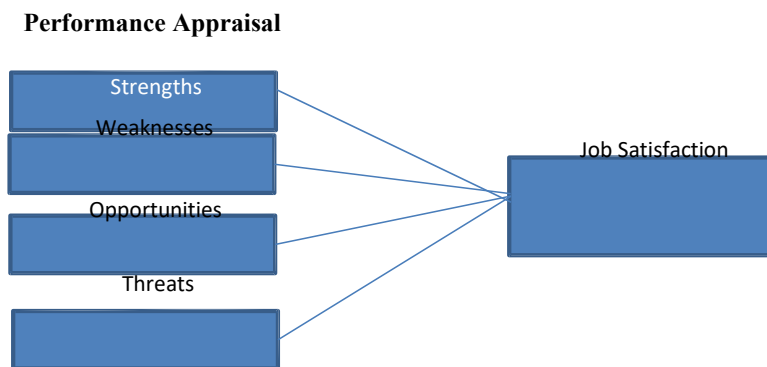 Performance Appraisal
Strengths
Weaknesses
Job Satisfaction
Opportunities
Threats